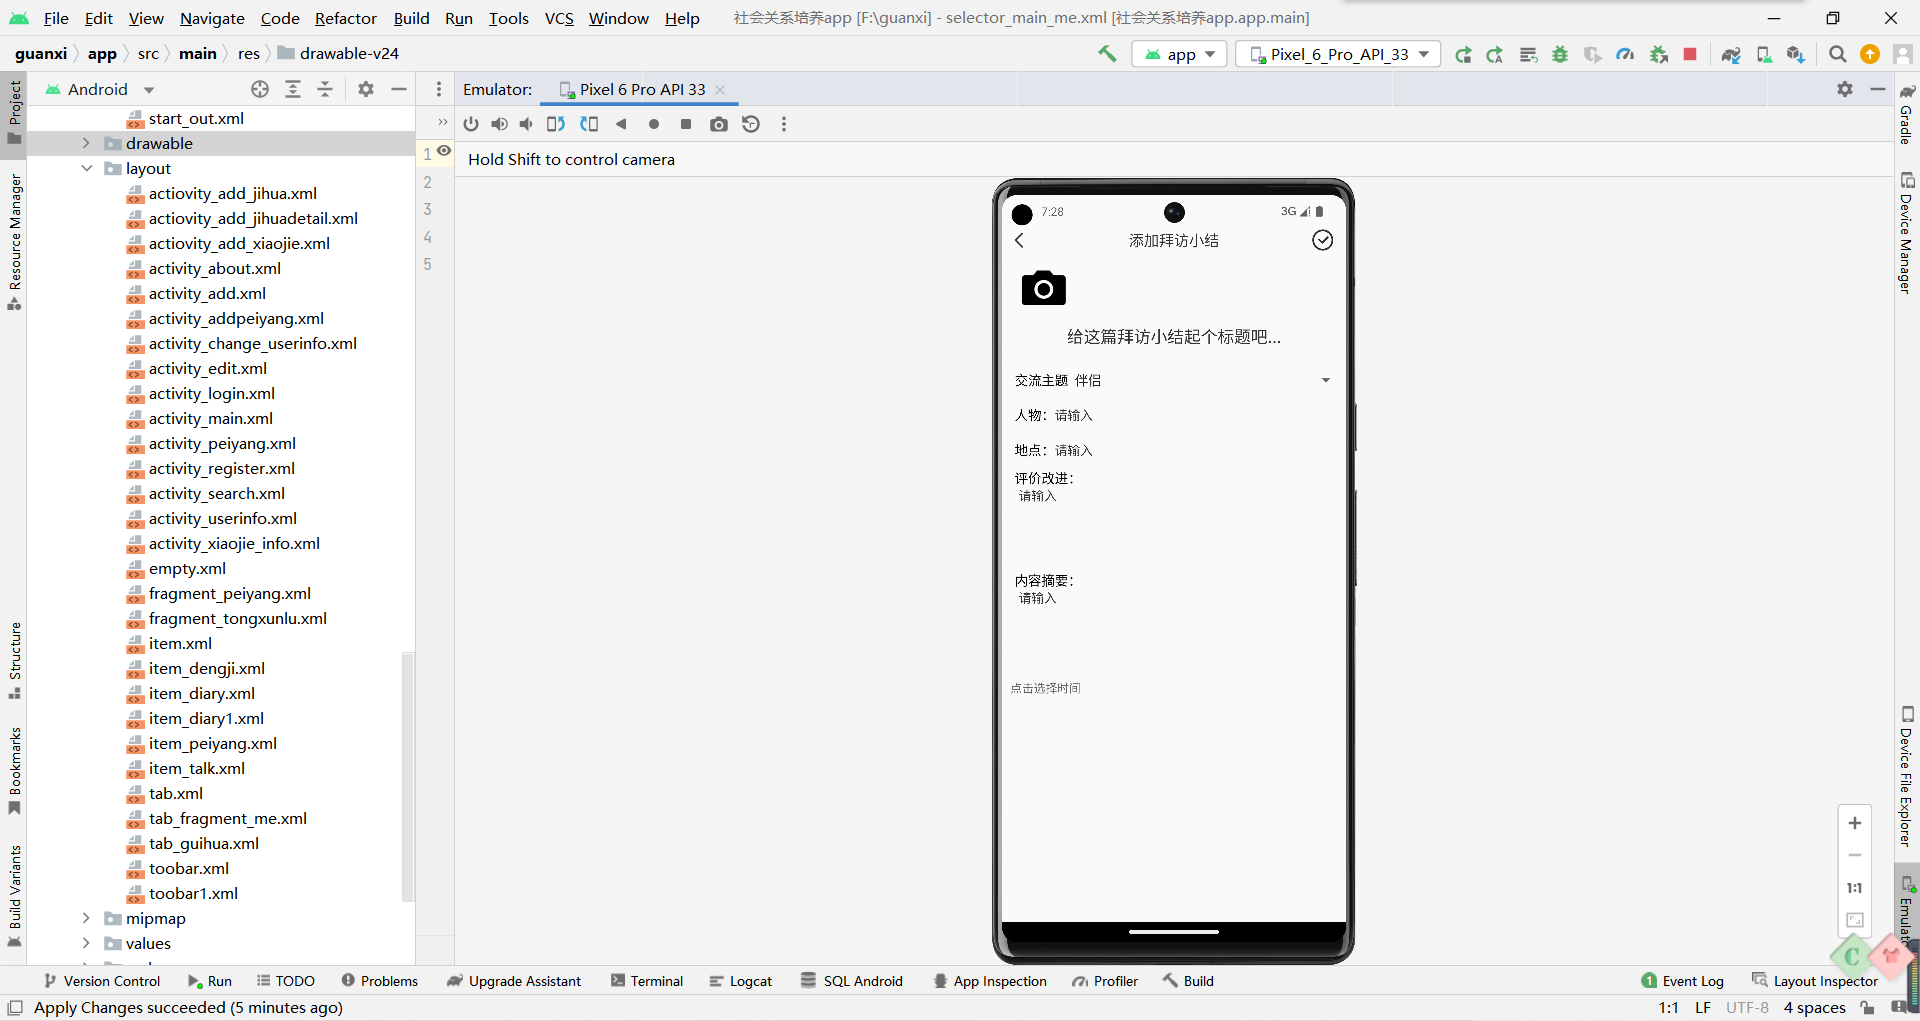 File Edit View Navigate Code Refactor Build Run Tools VCS Window Help 社会关系培养app [F:\guanxi] - selector_main_me.xml [社会关系培养app.app.main]
guanxi app src main res drawable-v24 app Pixel_6_Pro_API_33
Project
Resource Manager
Structure
Bookmarks
Build Variants
Android
start_out.xml
drawable
layout
actiovity_add_jihua.xml
actiovity_add_jihuadetail.xml
actiovity_add_xiaojie.xml
activity_about.xml
activity_add.xml
activity_addpeiyang.xml
activity_change_userinfo.xml
activity_edit.xml
activity_login.xml
activity_main.xml
activity_peiyang.xml
activity_register.xml
activity_search.xml
activity_userinfo.xml
activity_xiaojie_info.xml
empty.xml
fragment_peiyang.xml
fragment_tongxunlu.xml
item.xml
item_dengji.xml
item_diary.xml
item_diary1.xml
item_peiyang.xml
item_talk.xml
tab.xml
tab_fragment_me.xml
tab_guihua.xml
toobar.xml
toobar1.xml
mipmap
values
1
2
3
4
5
Emulator: Pixel 6 Pro API 33
Hold Shift to control camera
7:28 3G
添加拜访小结
给这篇拜访小结起个标题吧...
交流主题 伴侣
人物：请输入
地点：请输入
评价改进：
请输入
内容摘要：
请输入
点击选择时间
1:1
Gradle
Device Manager
Device File Explorer
Emulator
C
Version Control Run TODO Problems Upgrade Assistant Terminal Logcat SQL Android App Inspection Profiler Build 1 Event Log Layout Inspector
Apply Changes succeeded (5 minutes ago) 1:1 LF UTF-8 4 spaces